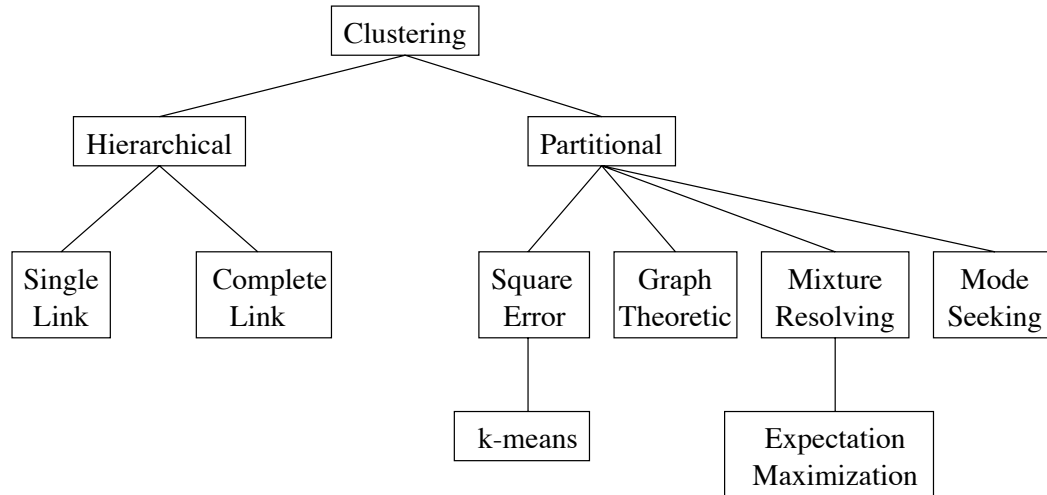 Clustering
Hierarchical
Partitional
Single
Link
Complete
Link
Square
Error
Graph
Theoretic
Mixture
Resolving
Mode
Seeking
k-means
Expectation
Maximization